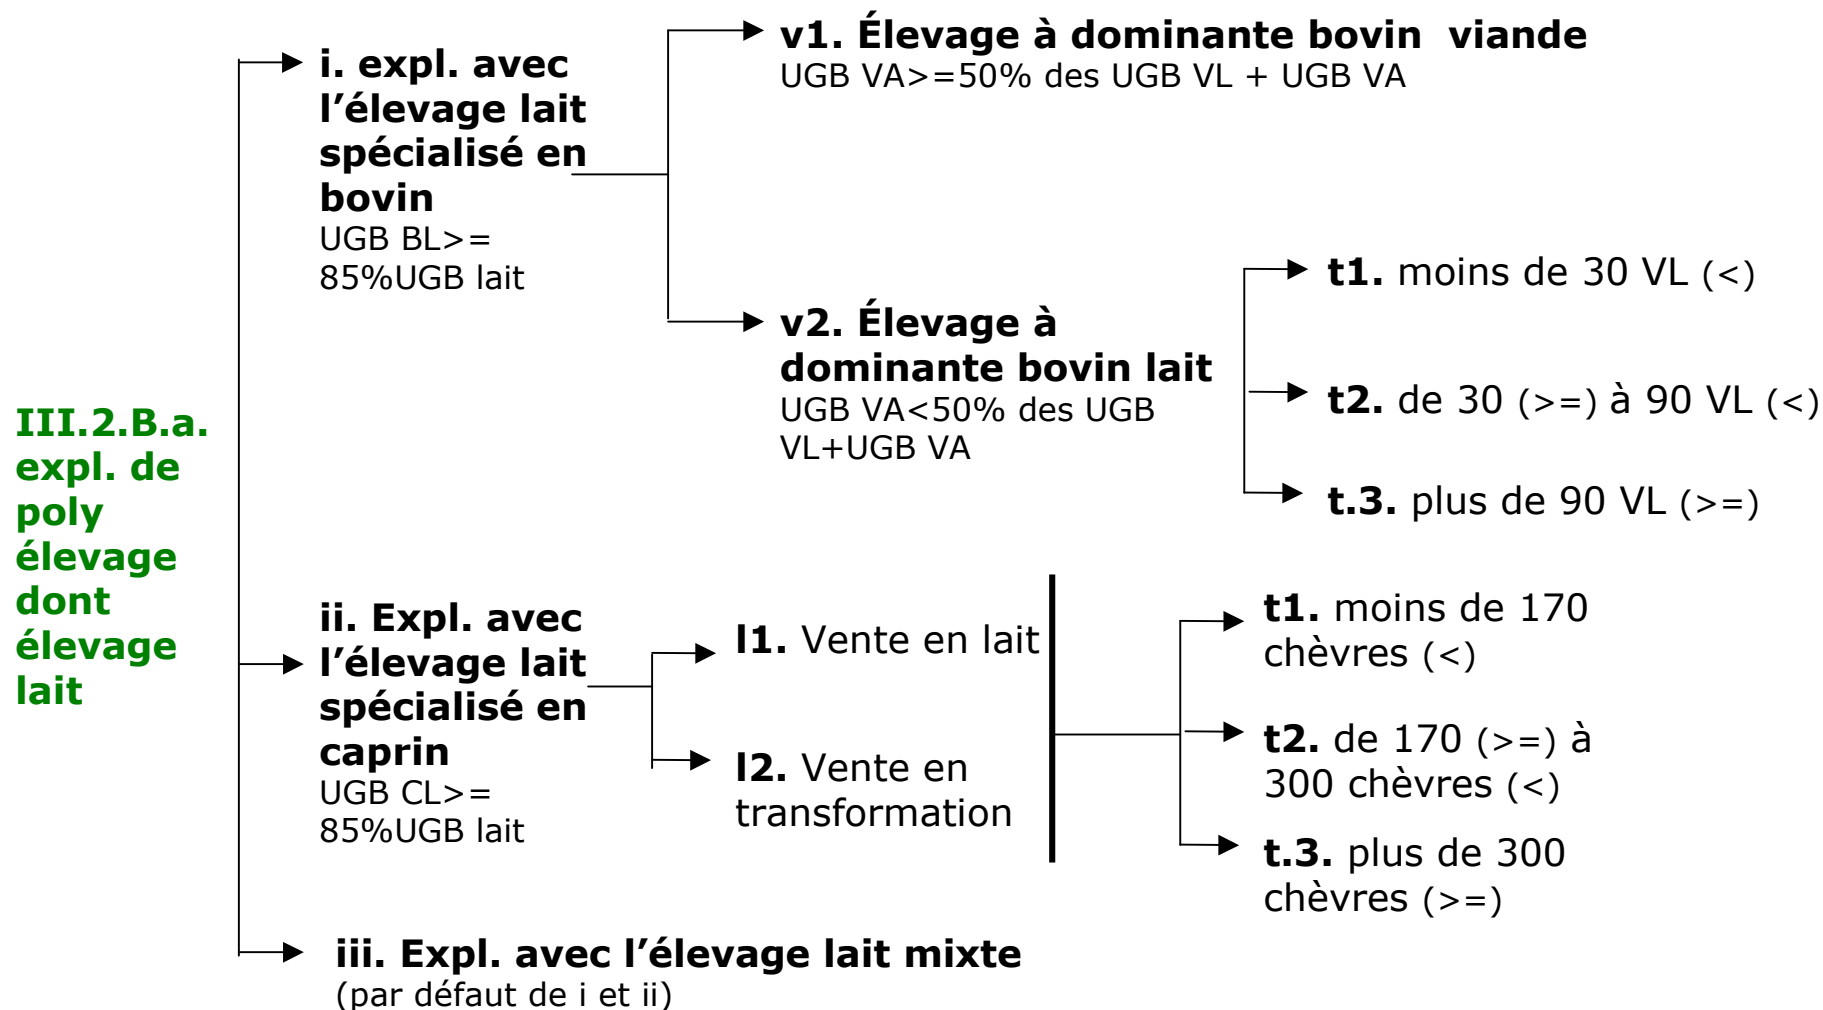 III.2.B.a.
expl. de
poly
élevage
dont
élevage
lait
i. expl. avec
l’élevage lait
spécialisé en
bovin
UGB BL>=
85%UGB lait
v1. Élevage à dominante bovin  viande
UGB VA>=50% des UGB VL + UGB VA
v2. Élevage à
dominante bovin lait
UGB VA<50% des UGB
VL+UGB VA
t1. moins de 30 VL (<)
t2. de 30 (>=) à 90 VL (<)
t.3. plus de 90 VL (>=)
ii. Expl. avec
l’élevage lait
spécialisé en
caprin
UGB CL>=
85%UGB lait
l1. Vente en lait
l2. Vente en
transformation
t1. moins de 170
chèvres (<)
t2. de 170 (>=) à
300 chèvres (<)
t.3. plus de 300
chèvres (>=)
iii. Expl. avec l’élevage lait mixte
(par défaut de i et ii)